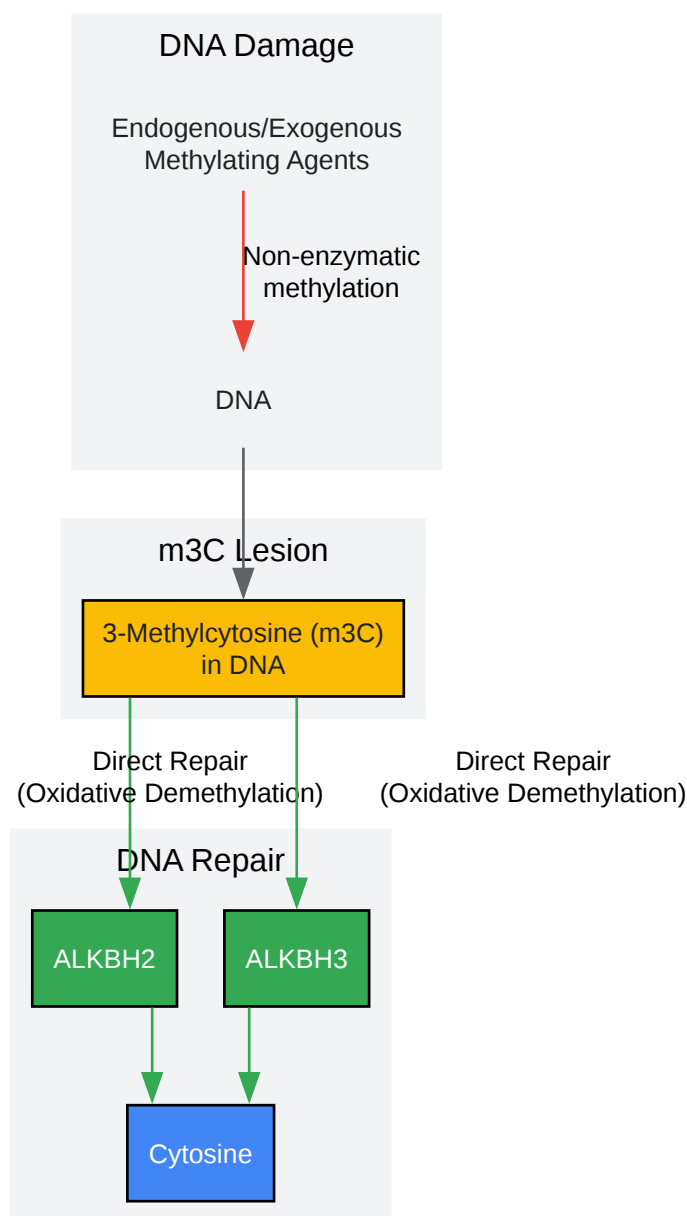 DNA Damage
Endogenous/Exogenous
Methylating Agents
Non-enzymatic
methylation
DNA
m3C Lesion
3-Methylcytosine (m3C)
in DNA
Direct Repair
(Oxidative Demethylation)
Direct Repair
(Oxidative Demethylation)
DNA Repair
ALKBH2
ALKBH3
Cytosine